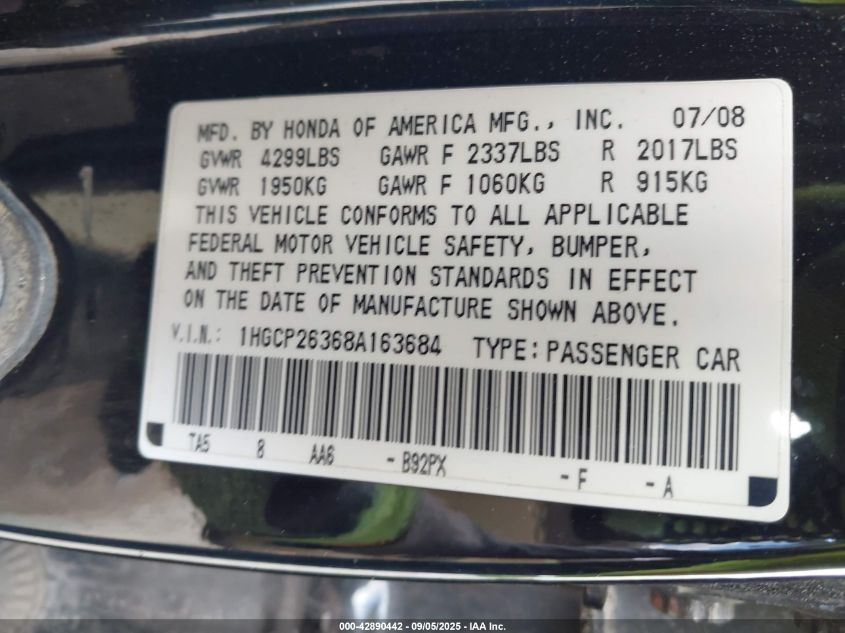 MFD. BY HONDA OF AMERICA MFG., INC. 07/08
GVWR 4299LBS GAWR F 2337LBS R 2017LBS
GVWR 1950KG GAWR F 1060KG R 915KG
THIS VEHICLE CONFORMS TO ALL APPLICABLE
FEDERAL MOTOR VEHICLE SAFETY, BUMPER,
AND THEFT PREVENTION STANDARDS IN EFFECT
ON THE DATE OF MANUFACTURE SHOWN ABOVE.
V.I.N.: 1HGCP26368A163684 TYPE: PASSENGER CAR
TA5 8 AA6 - B92PX - F - A
000-42890442 - 09/05/2025 - IAA Inc.